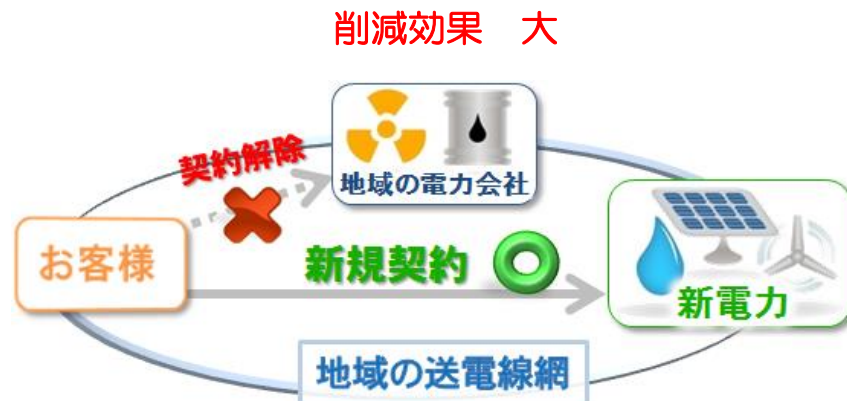 削減効果　大
契約解除
地域の電力会社
お客様
新規契約
新電力
地域の送電線網